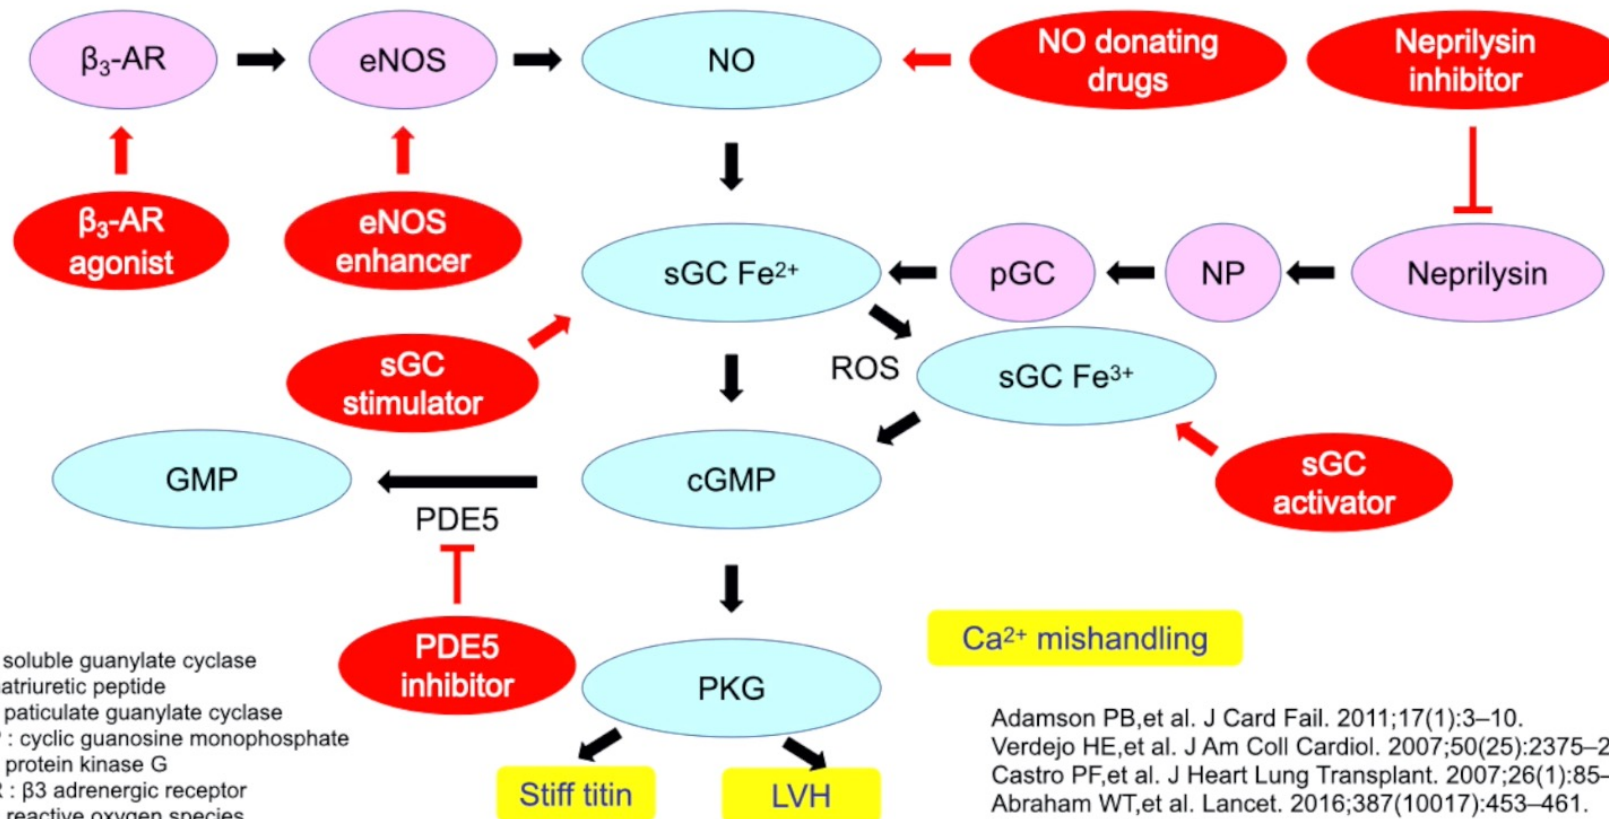 β₃-AR
eNOS
NO
NO donating
drugs
Neprilysin
inhibitor
β₃-AR
agonist
eNOS
enhancer
sGC Fe²⁺
pGC
NP
Neprilysin
sGC
stimulator
ROS
sGC Fe³⁺
GMP
cGMP
sGC
activator
PDE5
PDE5
inhibitor
PKG
Ca²⁺ mishandling
Stiff titin
LVH
soluble guanylate cyclase
atriuretic peptide
paticulate guanylate cyclase
: cyclic guanosine monophosphate
protein kinase G
: β3 adrenergic receptor
reactive oxygen species
Adamson PB,et al. J Card Fail. 2011;17(1):3–10.
Verdejo HE,et al. J Am Coll Cardiol. 2007;50(25):2375–2
Castro PF,et al. J Heart Lung Transplant. 2007;26(1):85–
Abraham WT,et al. Lancet. 2016;387(10017):453–461.